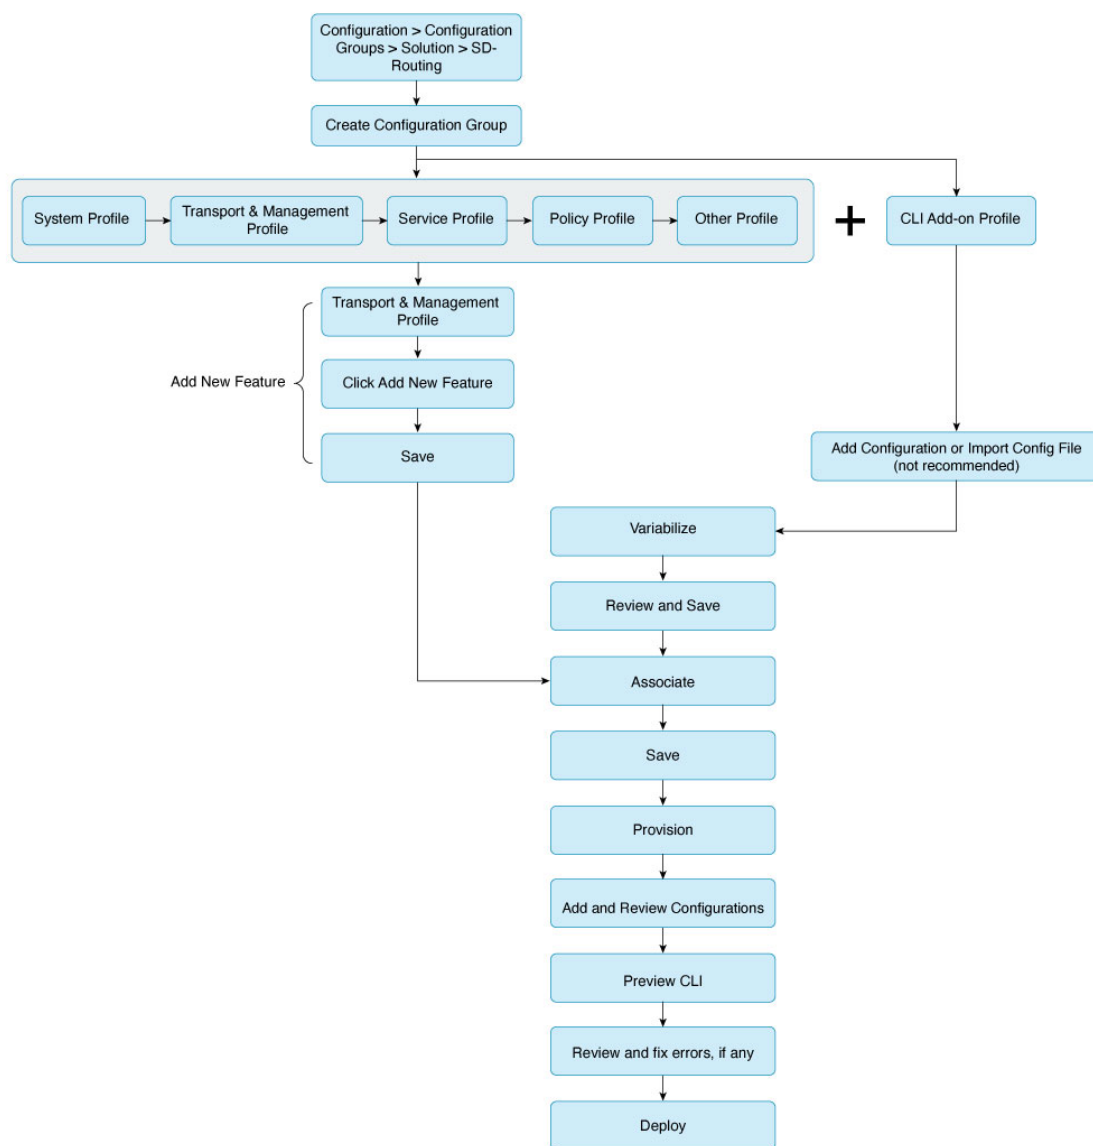 Configuration > Configuration
Groups > Solution > SD-
Routing
Create Configuration Group
System Profile
Transport & Management
Profile
Service Profile
Policy Profile
Other Profile
+
CLI Add-on Profile
Transport & Management
Profile
Add New Feature
Click Add New Feature
Save
Add Configuration or Import Config File
(not recommended)
Variabilize
Review and Save
Associate
Save
Provision
Add and Review Configurations
Preview CLI
Review and fix errors, if any
Deploy